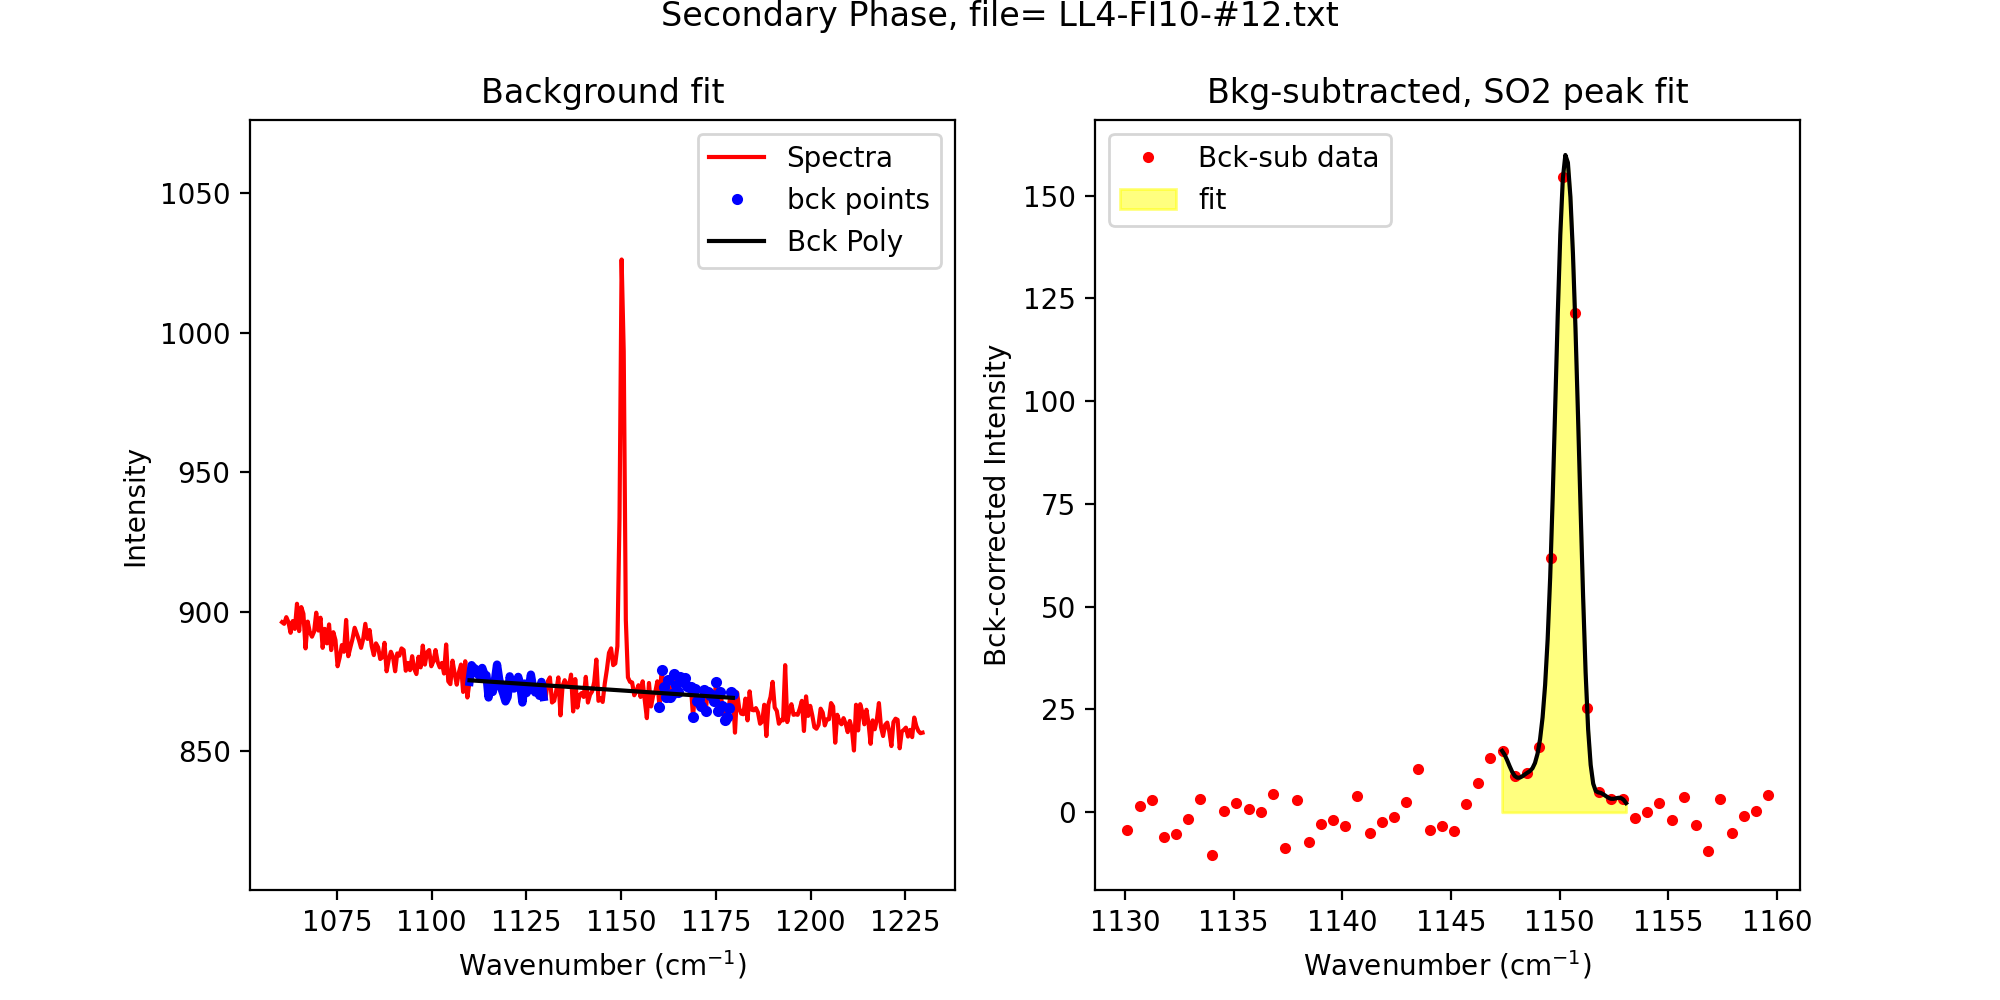 Secondary Phase, file= LL4-FI10-#12.txt
Background fit
Spectra
bck points
Bck Poly
1050
1000
950
900
850
Intensity
1075 1100 1125 1150 1175 1200 1225
Wavenumber (cm⁻¹)
Bkg-subtracted, SO2 peak fit
Bck-sub data
fit
150
125
100
75
50
25
0
Bck-corrected Intensity
1130 1135 1140 1145 1150 1155 1160
Wavenumber (cm⁻¹)